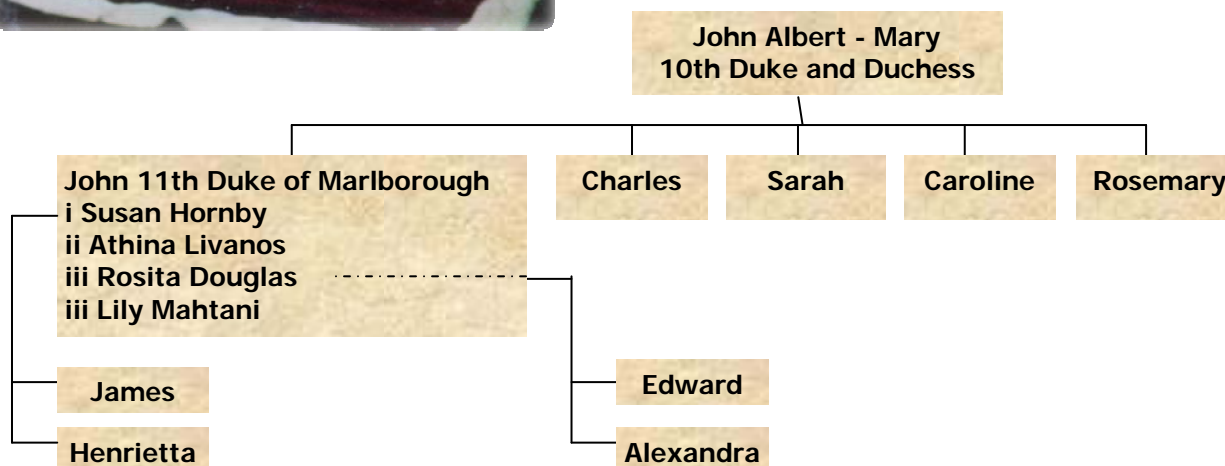 John Albert - Mary
10th Duke and Duchess
John 11th Duke of Marlborough
i Susan Hornby
ii Athina Livanos
iii Rosita Douglas
iii Lily Mahtani
Charles
Sarah
Caroline
Rosemary
James
Henrietta
Edward
Alexandra